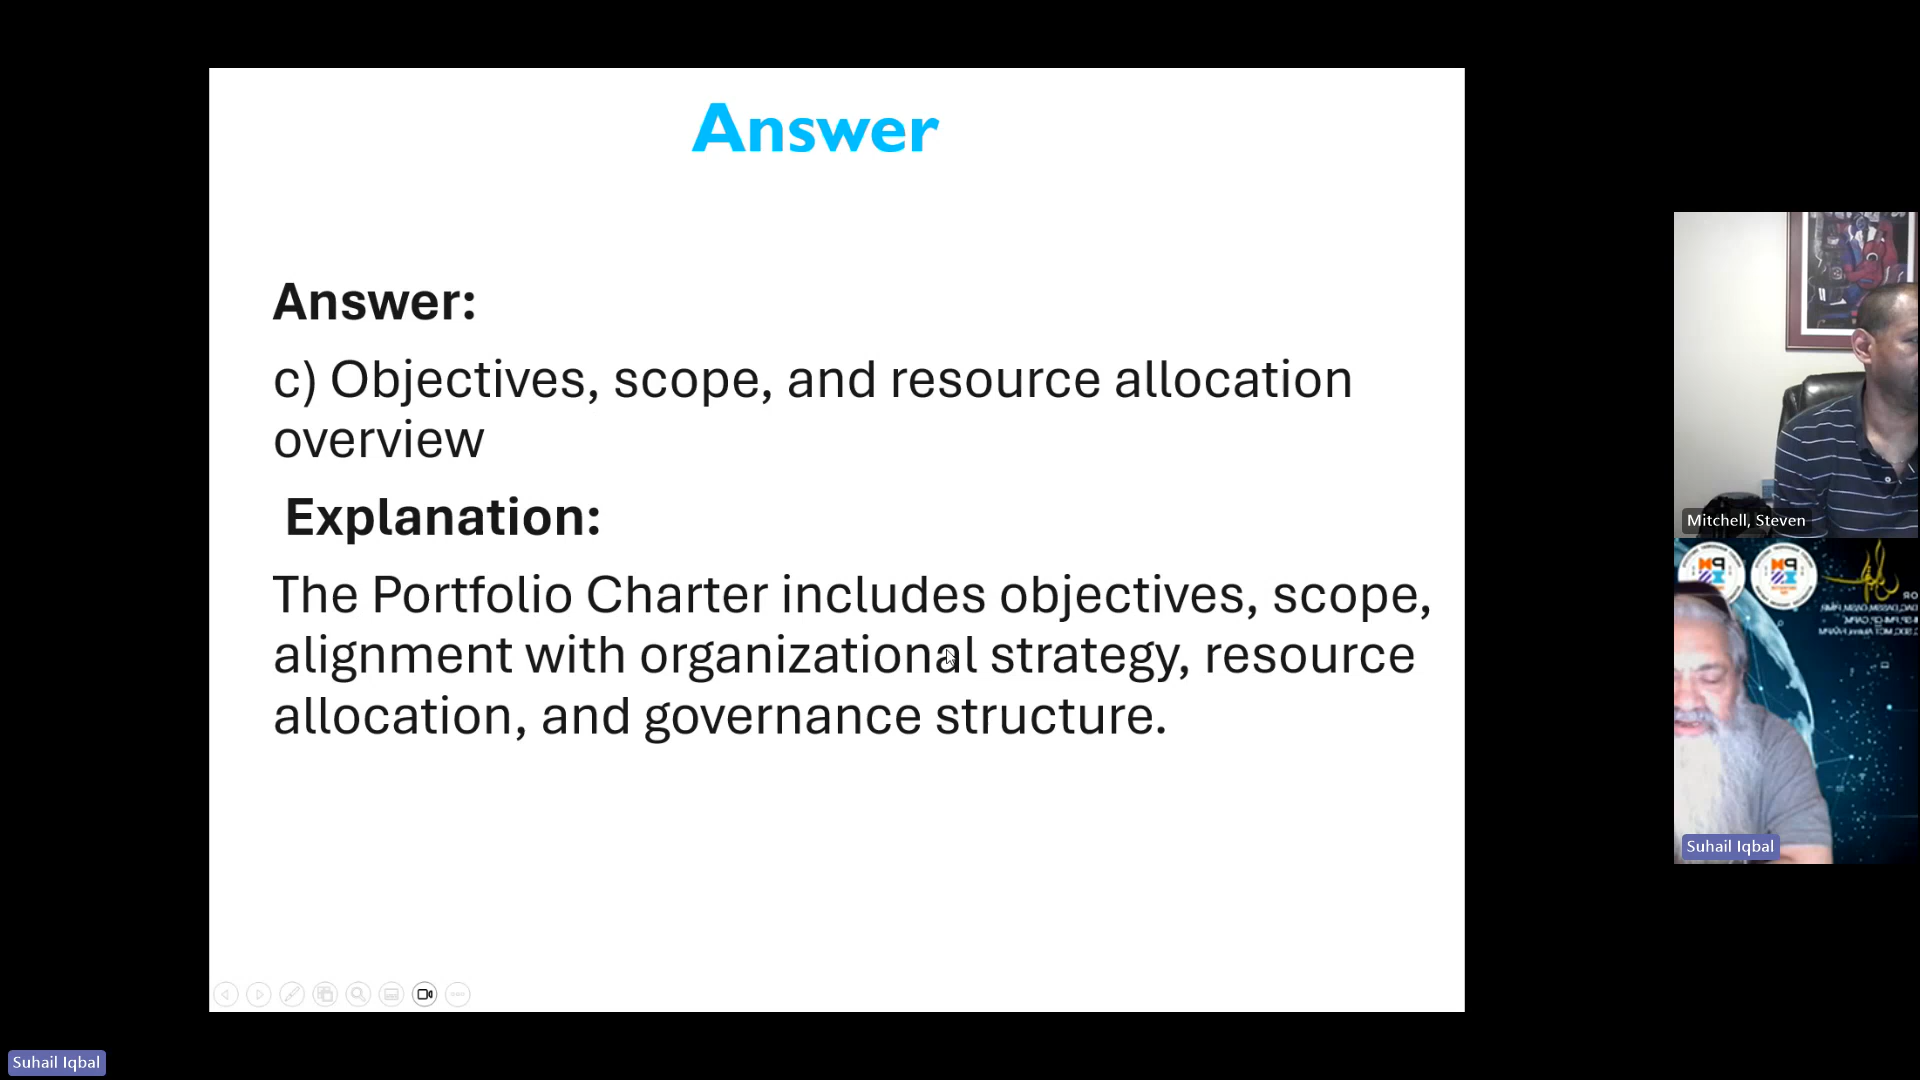 Answer
Answer:
c) Objectives, scope, and resource allocation
overview
Explanation:
The Portfolio Charter includes objectives, scope,
alignment with organizational strategy, resource
allocation, and governance structure.
Mitchell, Steven
Suhail Iqbal
Suhail Iqbal